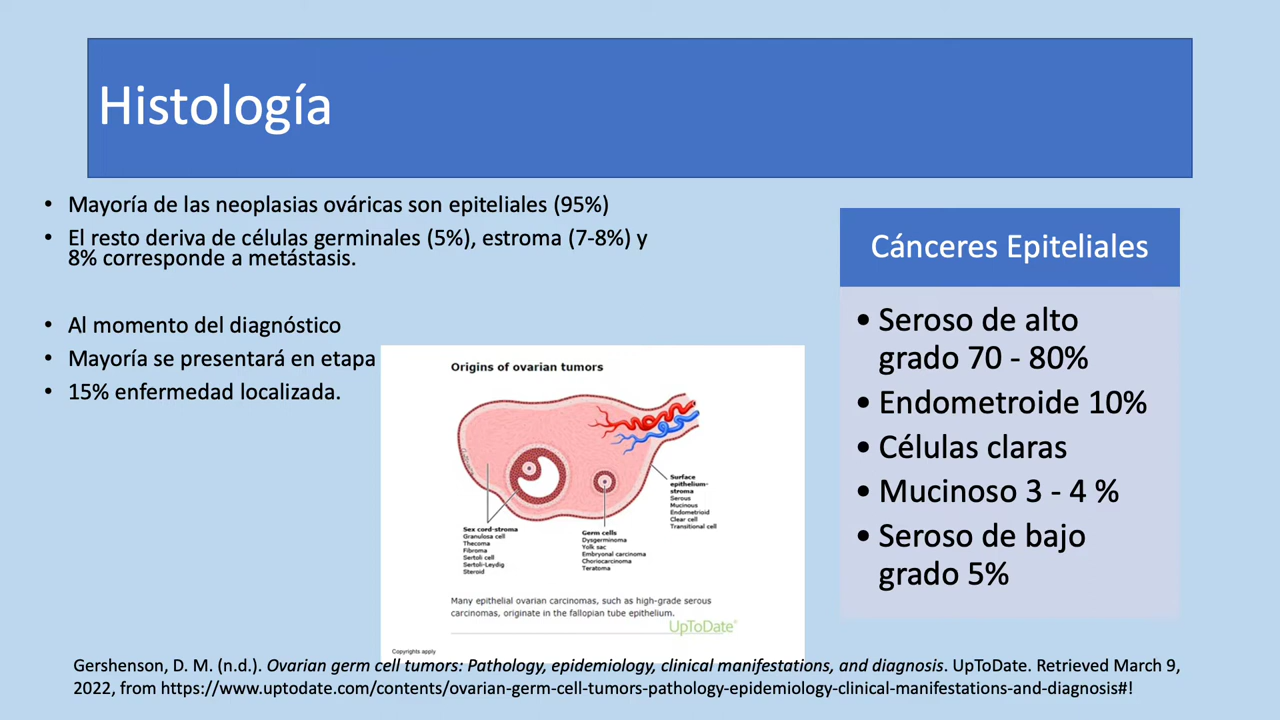 Histología
• Mayoría de las neoplasias ováricas son epiteliales (95%)
• El resto deriva de células germinales (5%), estroma (7-8%) y
8% corresponde a metástasis.
• Al momento del diagnóstico
• Mayoría se presentará en etapa
• 15% enfermedad localizada.
Origins of ovarian tumors
Sex cord-stroma
Granulosa cell
Thecoma
Fibroma
Sertoli cell
Sertoli-Leydig
Steroid
Germ cells
Dysgerminoma
Yolk sac
Embryonal carcinoma
Choriocarcinoma
Teratoma
Surface
epithelium-
stroma
Serous
Mucinous
Endometrioid
Clear cell
Transitional cell
Many epithelial ovarian carcinomas, such as high-grade serous
carcinomas, originate in the fallopian tube epithelium.
UpToDate®
Copyrights apply
Cánceres Epiteliales
• Seroso de alto
grado 70 - 80%
• Endometroide 10%
• Células claras
• Mucinoso 3 - 4 %
• Seroso de bajo
grado 5%
Gershenson, D. M. (n.d.). Ovarian germ cell tumors: Pathology, epidemiology, clinical manifestations, and diagnosis. UpToDate. Retrieved March 9,
2022, from https://www.uptodate.com/contents/ovarian-germ-cell-tumors-pathology-epidemiology-clinical-manifestations-and-diagnosis#!